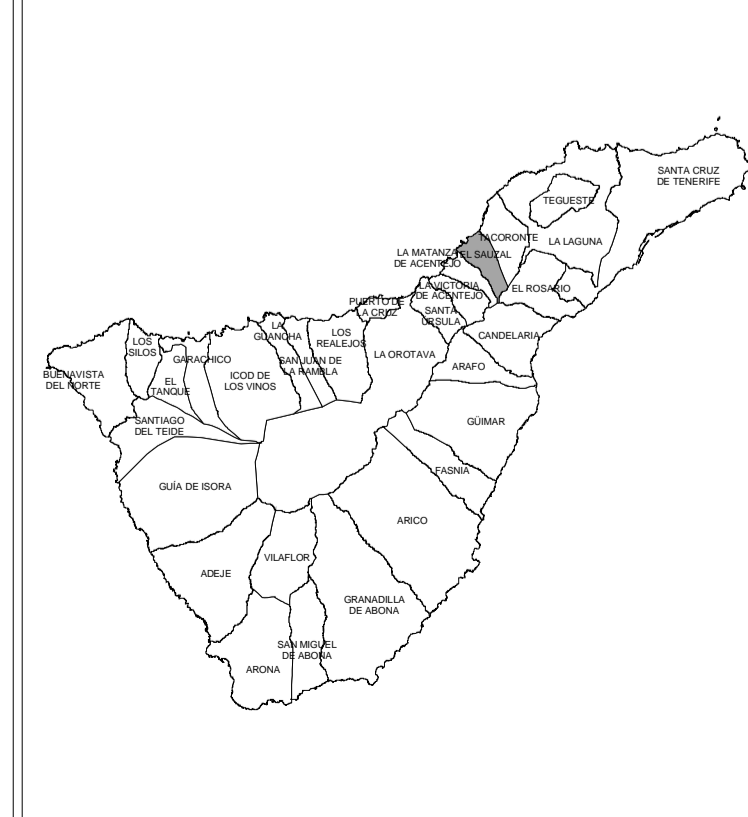 SANTA CRUZ
DE TENERIFE
TEGUESTE
TACORONTE
LA LAGUNA
LA MATANZA
DE ACENTEJO
EL SAUZAL
EL ROSARIO
LA VICTORIA
DE ACENTEJO
PUERTO DE
LA CRUZ
SANTA
URSULA
CANDELARIA
LA
GUANCHA
LOS
REALEJOS
LOS
SILOS
GARACHICO
SAN JUAN DE
LA RAMBLA
LA OROTAVA
ARAFO
BUENAVISTA
DEL NORTE
EL
TANQUE
ICOD DE
LOS VINOS
SANTIAGO
DEL TEIDE
GÜIMAR
FASNIA
GUÍA DE ISORA
ARICO
VILAFLOR
ADEJE
GRANADILLA
DE ABONA
SAN MIGUEL
DE ABONA
ARONA